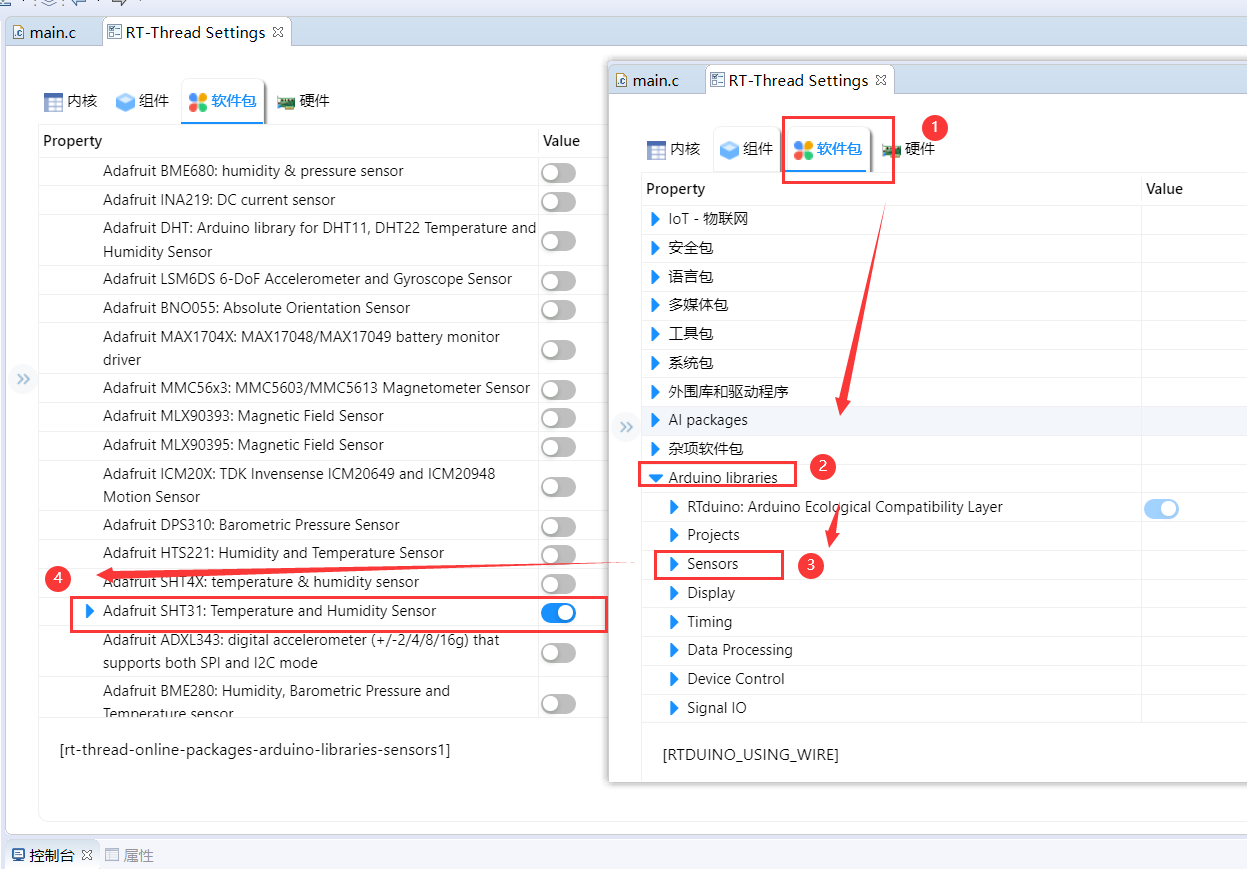 main.c
RT-Thread Settings
内核
组件
软件包
硬件
Property
Value
Adafruit BME680: humidity & pressure sensor
Adafruit INA219: DC current sensor
Adafruit DHT: Arduino library for DHT11, DHT22 Temperature and
Humidity Sensor
Adafruit LSM6DS 6-DoF Accelerometer and Gyroscope Sensor
Adafruit BNO055: Absolute Orientation Sensor
Adafruit MAX1704X: MAX17048/MAX17049 battery monitor
driver
Adafruit MMC56x3: MMC5603/MMC5613 Magnetometer Sensor
Adafruit MLX90393: Magnetic Field Sensor
Adafruit MLX90395: Magnetic Field Sensor
Adafruit ICM20X: TDK Invensense ICM20649 and ICM20948
Motion Sensor
Adafruit DPS310: Barometric Pressure Sensor
Adafruit HTS221: Humidity and Temperature Sensor
4
Adafruit SHT4X: temperature & humidity sensor
Adafruit SHT31: Temperature and Humidity Sensor
Adafruit ADXL343: digital accelerometer (+/-2/4/8/16g) that
supports both SPI and I2C mode
Adafruit BME280: Humidity, Barometric Pressure and
Temperature sensor
[rt-thread-online-packages-arduino-libraries-sensors1]
控制台
属性
main.c
RT-Thread Settings
1
内核
组件
软件包
硬件
Property
Value
IoT - 物联网
安全包
语言包
多媒体包
工具包
系统包
外围库和驱动程序
AI packages
杂项软件包
2
Arduino libraries
RTduino: Arduino Ecological Compatibility Layer
Projects
Sensors
3
Display
Timing
Data Processing
Device Control
Signal IO
[RTDUINO_USING_WIRE]